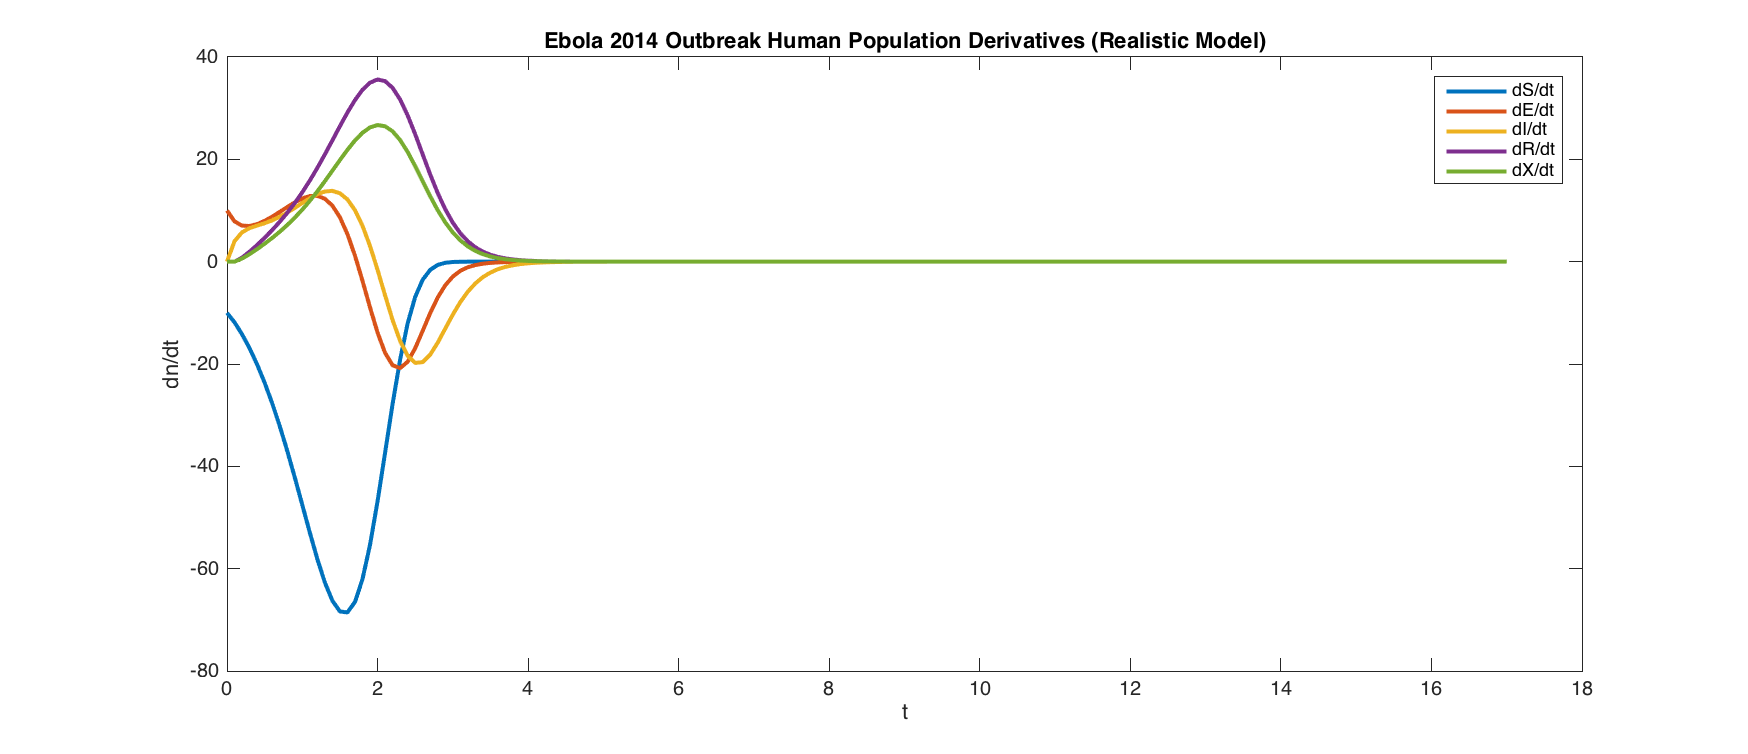 Ebola 2014 Outbreak Human Population Derivatives (Realistic Model)
40
20
0
-20
-40
-60
-80
dn/dt
0 2 4 6 8 10 12 14 16 18
t
dS/dt
dE/dt
dI/dt
dR/dt
dX/dt